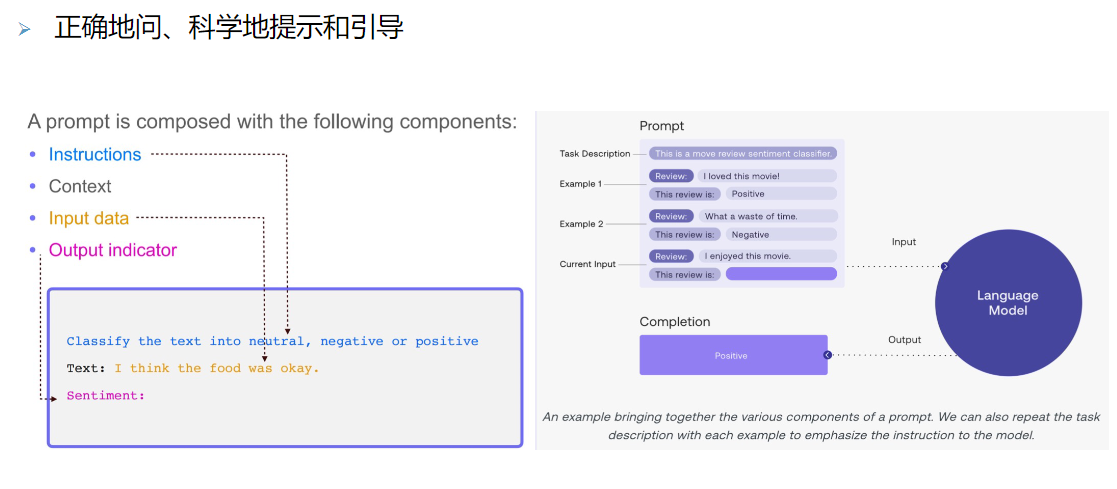 正确地问、科学地提示和引导
A prompt is composed with the following components:
Instructions
Context
Input data
Output indicator
Classify the text into neutral, negative or positive
Text: I think the food was okay.
Sentiment:
Prompt
Task Description
This is a move review sentiment classifier.
Example 1
Review: I loved this movie!
This review is: Positive
Example 2
Review: What a waste of time.
This review is: Negative
Current Input
Review: I enjoyed this movie.
This review is:
Input
Language
Model
Completion
Positive
Output
An example bringing together the various components of a prompt. We can also repeat the task
description with each example to emphasize the instruction to the model.